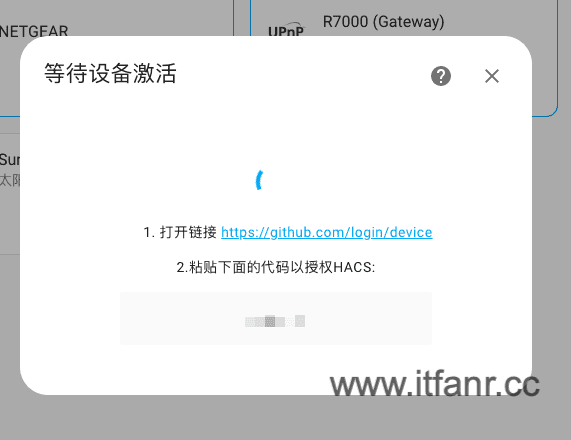 NETGEAR
UPnP
R7000 (Gateway)
等待设备激活
Sun
太阳
1. 打开链接 https://github.com/login/device
2.粘贴下面的代码以授权HACS:
www.itfanr.cc